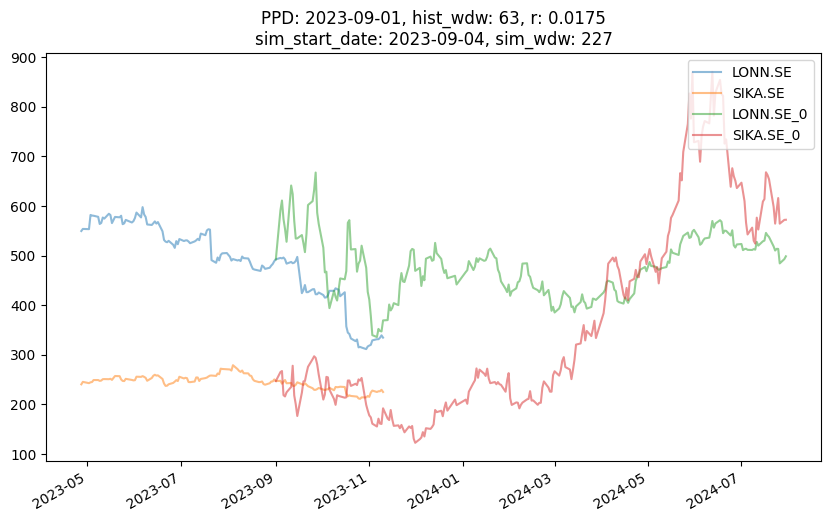 PPD: 2023-09-01, hist_wdw: 63, r: 0.0175
sim_start_date: 2023-09-04, sim_wdw: 227
900
800
700
600
500
400
300
200
100
LONN.SE
SIKA.SE
LONN.SE_0
SIKA.SE_0
2023-05
2023-07
2023-09
2023-11
2024-01
2024-03
2024-05
2024-07